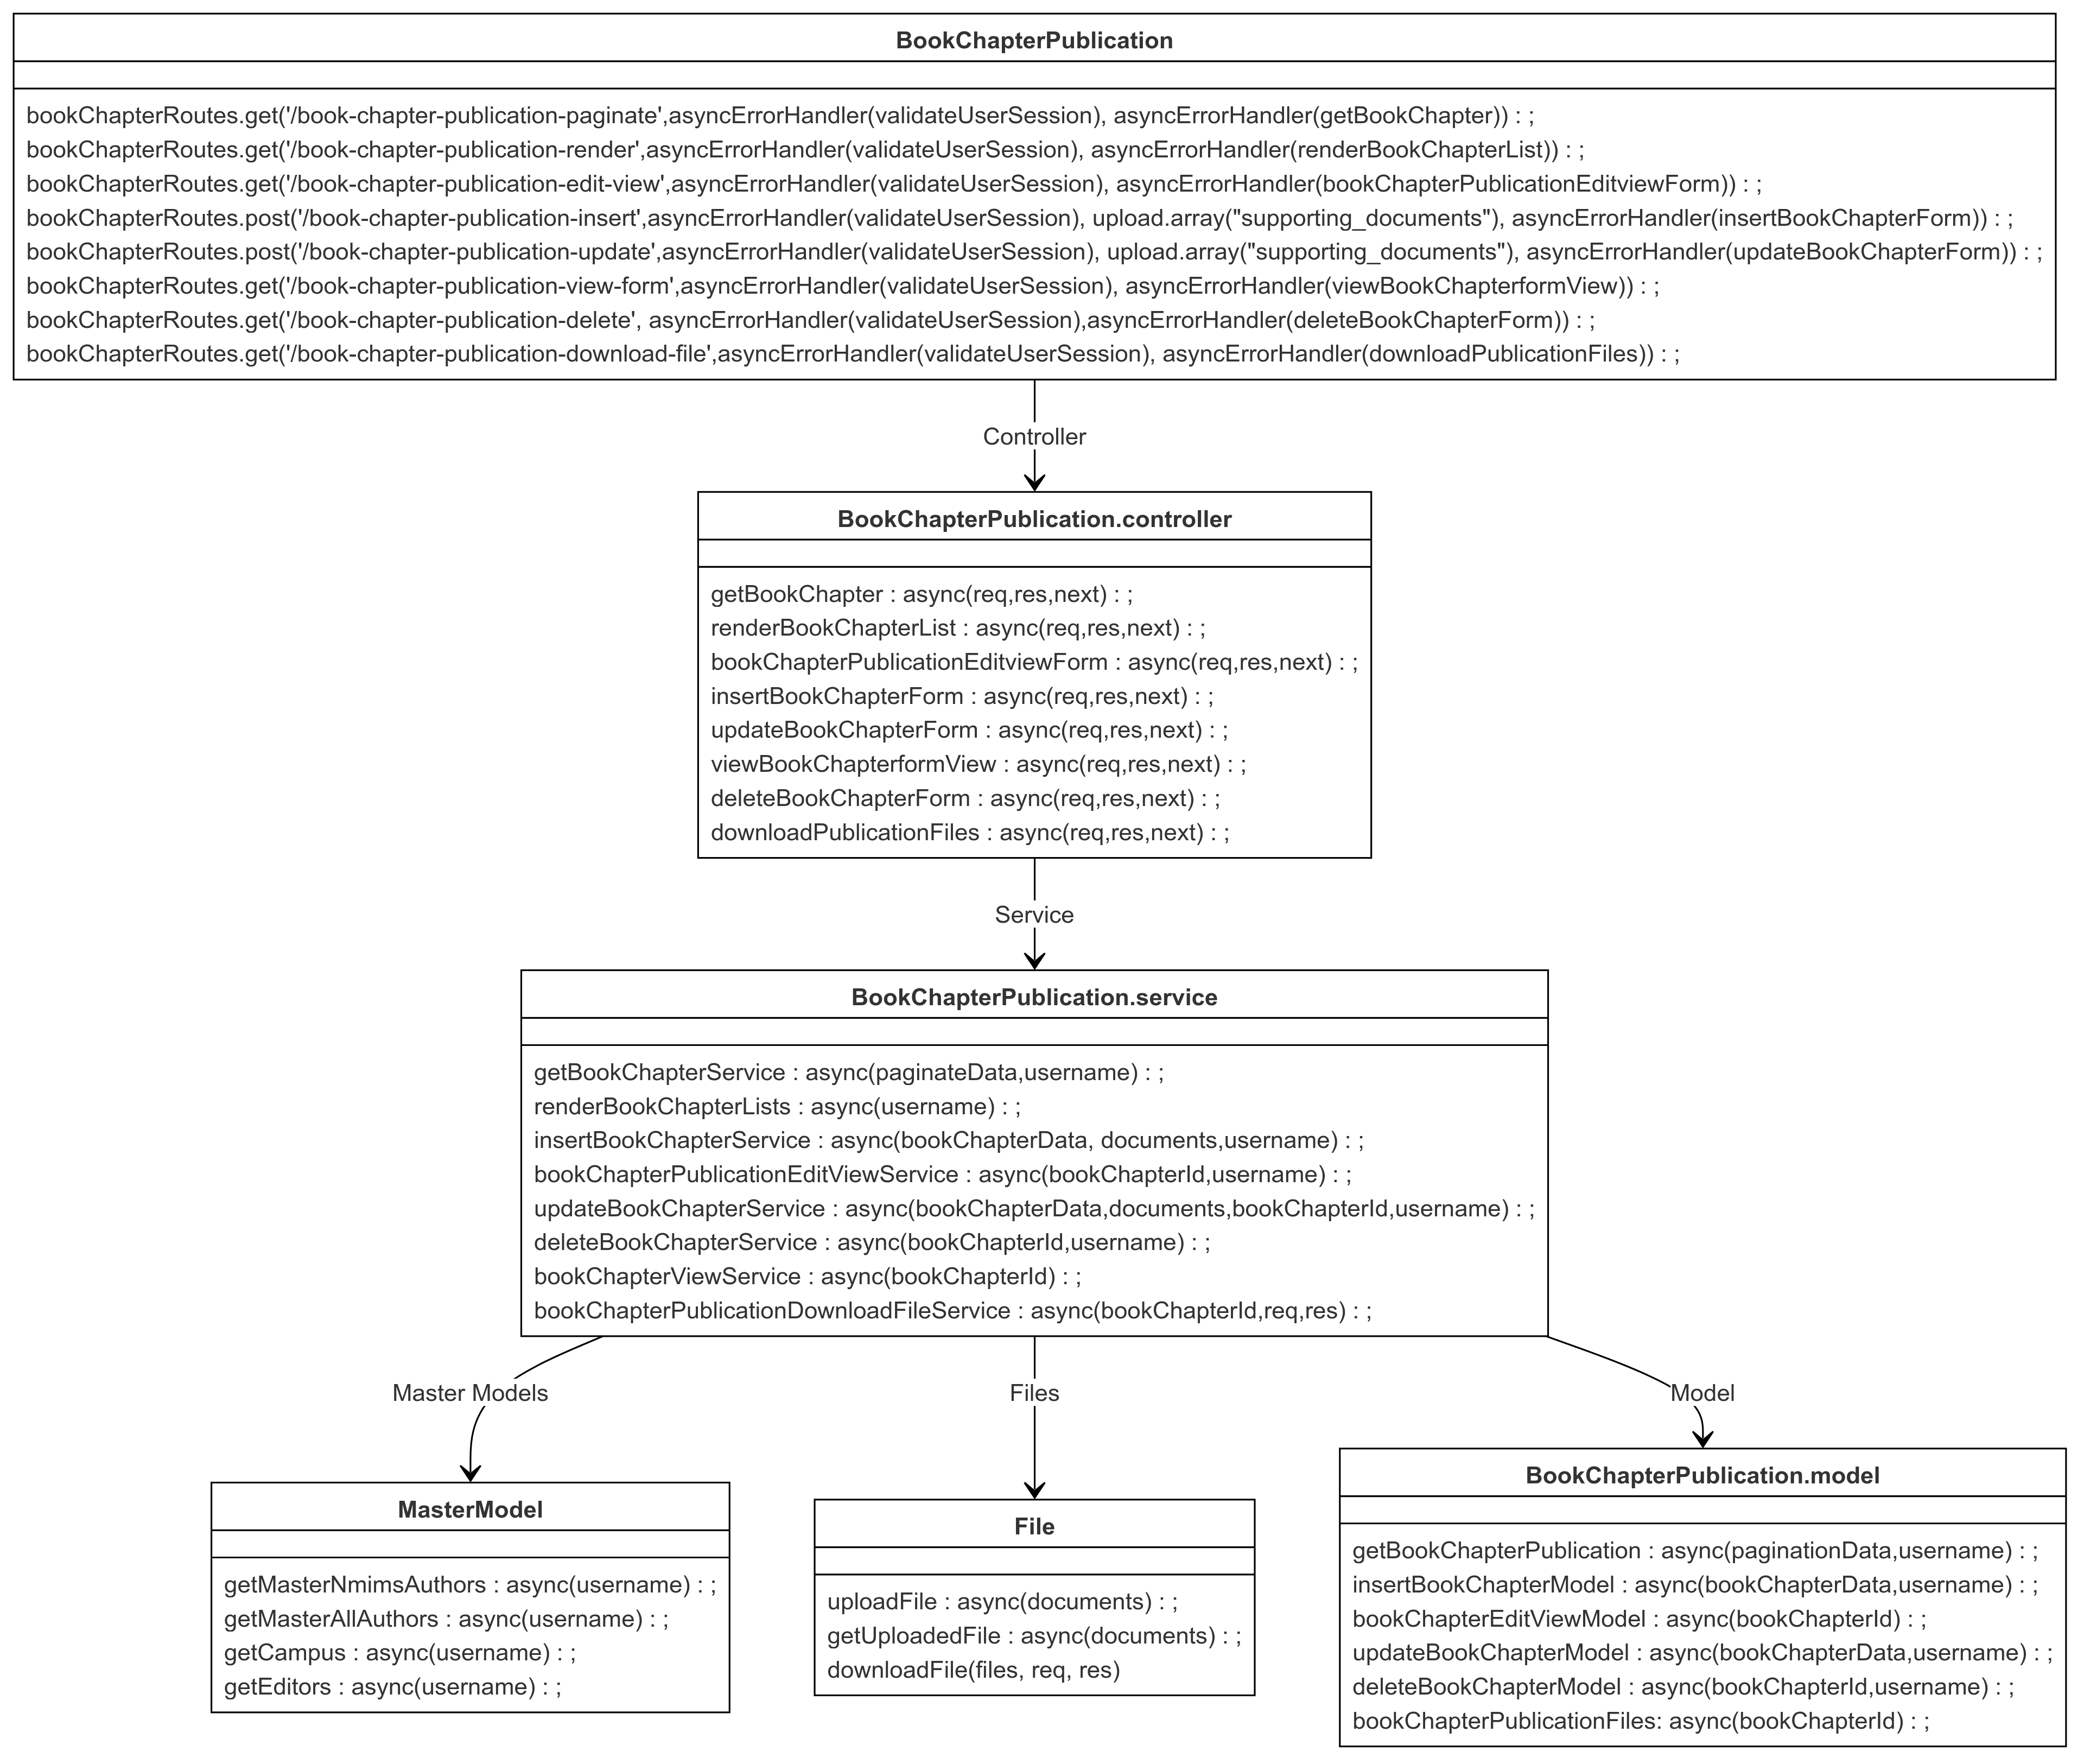 BookChapterPublication
bookChapterRoutes.get('/book-chapter-publication-paginate',asyncErrorHandler(validateUserSession), asyncErrorHandler(getBookChapter)) : ;
bookChapterRoutes.get('/book-chapter-publication-render',asyncErrorHandler(validateUserSession), asyncErrorHandler(renderBookChapterList)) : ;
bookChapterRoutes.get('/book-chapter-publication-edit-view',asyncErrorHandler(validateUserSession), asyncErrorHandler(bookChapterPublicationEditviewForm)) : ;
bookChapterRoutes.post('/book-chapter-publication-insert',asyncErrorHandler(validateUserSession), upload.array("supporting_documents"), asyncErrorHandler(insertBookChapterForm)) : ;
bookChapterRoutes.post('/book-chapter-publication-update',asyncErrorHandler(validateUserSession), upload.array("supporting_documents"), asyncErrorHandler(updateBookChapterForm)) : ;
bookChapterRoutes.get('/book-chapter-publication-view-form',asyncErrorHandler(validateUserSession), asyncErrorHandler(viewBookChapterformView)) : ;
bookChapterRoutes.get('/book-chapter-publication-delete', asyncErrorHandler(validateUserSession),asyncErrorHandler(deleteBookChapterForm)) : ;
bookChapterRoutes.get('/book-chapter-publication-download-file',asyncErrorHandler(validateUserSession), asyncErrorHandler(downloadPublicationFiles)) : ;
Controller
BookChapterPublication.controller
getBookChapter : async(req,res,next) : ;
renderBookChapterList : async(req,res,next) : ;
bookChapterPublicationEditviewForm : async(req,res,next) : ;
insertBookChapterForm : async(req,res,next) : ;
updateBookChapterForm : async(req,res,next) : ;
viewBookChapterformView : async(req,res,next) : ;
deleteBookChapterForm : async(req,res,next) : ;
downloadPublicationFiles : async(req,res,next) : ;
Service
BookChapterPublication.service
getBookChapterService : async(paginateData,username) : ;
renderBookChapterLists : async(username) : ;
insertBookChapterService : async(bookChapterData, documents,username) : ;
bookChapterPublicationEditViewService : async(bookChapterId,username) : ;
updateBookChapterService : async(bookChapterData,documents,bookChapterId,username) : ;
deleteBookChapterService : async(bookChapterId,username) : ;
bookChapterViewService : async(bookChapterId) : ;
bookChapterPublicationDownloadFileService : async(bookChapterId,req,res) : ;
Master Models
Files
Model
MasterModel
getMasterNmimsAuthors : async(username) : ;
getMasterAllAuthors : async(username) : ;
getCampus : async(username) : ;
getEditors : async(username) : ;
File
uploadFile : async(documents) : ;
getUploadedFile : async(documents) : ;
downloadFile(files, req, res)
BookChapterPublication.model
getBookChapterPublication : async(paginationData,username) : ;
insertBookChapterModel : async(bookChapterData,username) : ;
bookChapterEditViewModel : async(bookChapterId) : ;
updateBookChapterModel : async(bookChapterData,username) : ;
deleteBookChapterModel : async(bookChapterId,username) : ;
bookChapterPublicationFiles: async(bookChapterId) : ;